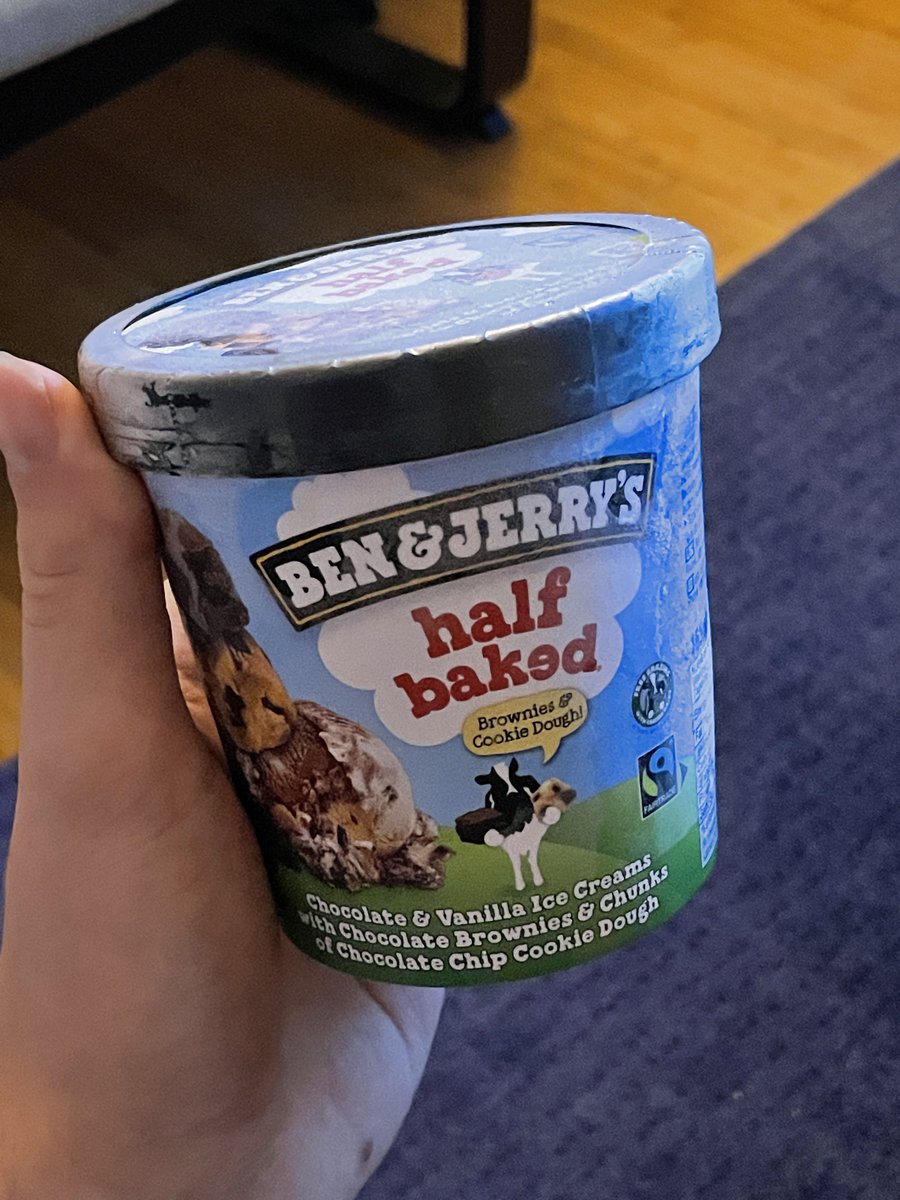 BEN & JERRY'S
half
baked
Brownies &
Cookie Dough!
FAIRTRADE
Chocolate & Vanilla Ice Creams
with Chocolate Brownies & Chunks
of Chocolate Chip Cookie Dough